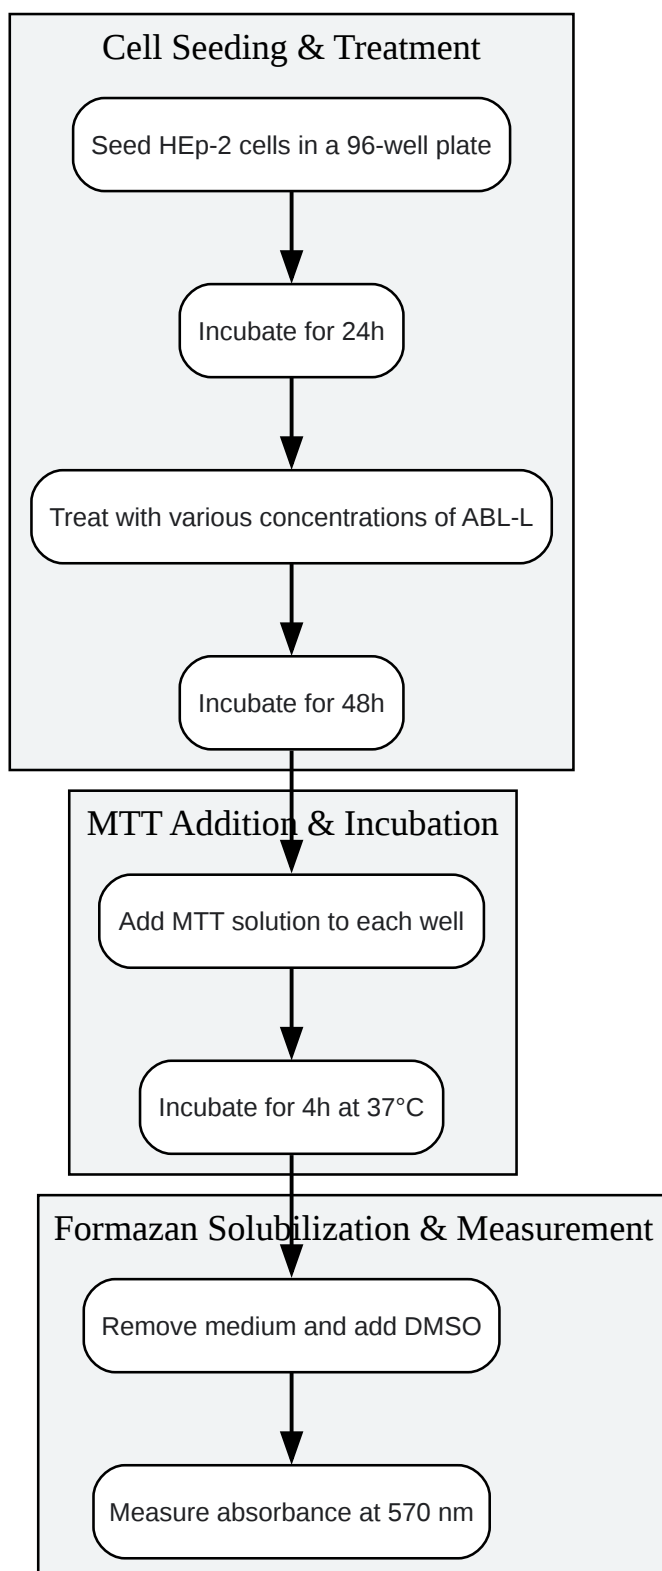 Cell Seeding & Treatment
Seed HEp-2 cells in a 96-well plate
Incubate for 24h
Treat with various concentrations of ABL-L
Incubate for 48h
MTT Addition & Incubation
Add MTT solution to each well
Incubate for 4h at 37°C
Formazan Solubilization & Measurement
Remove medium and add DMSO
Measure absorbance at 570 nm